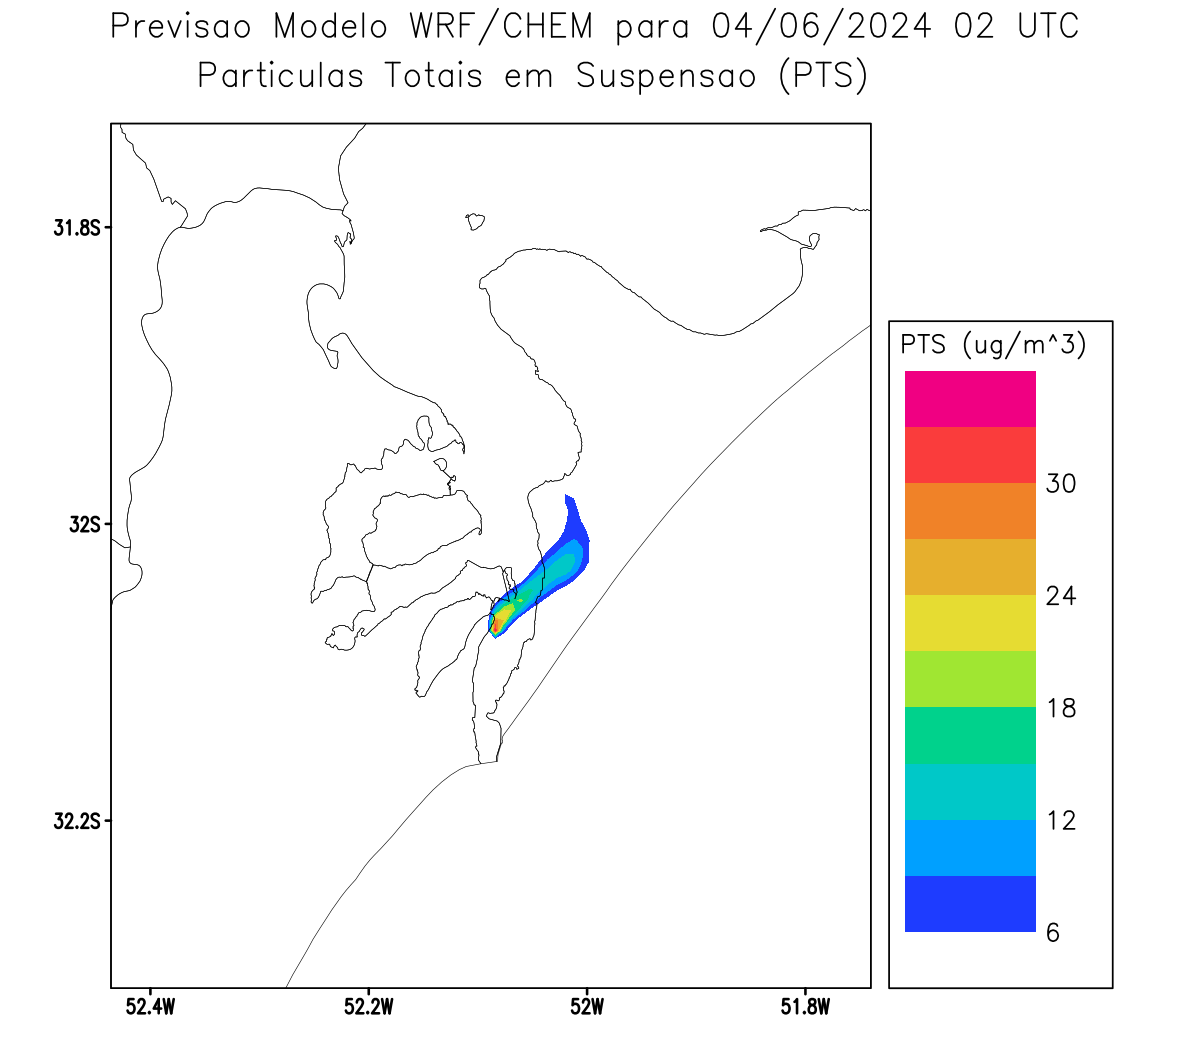 Previsao Modelo WRF/CHEM para 04/06/2024 02 UTC
Particulas Totais em Suspensao (PTS)
31.8S
32S
32.2S
52.4W
52.2W
52W
51.8W
PTS (ug/m^3)
30
24
18
12
6